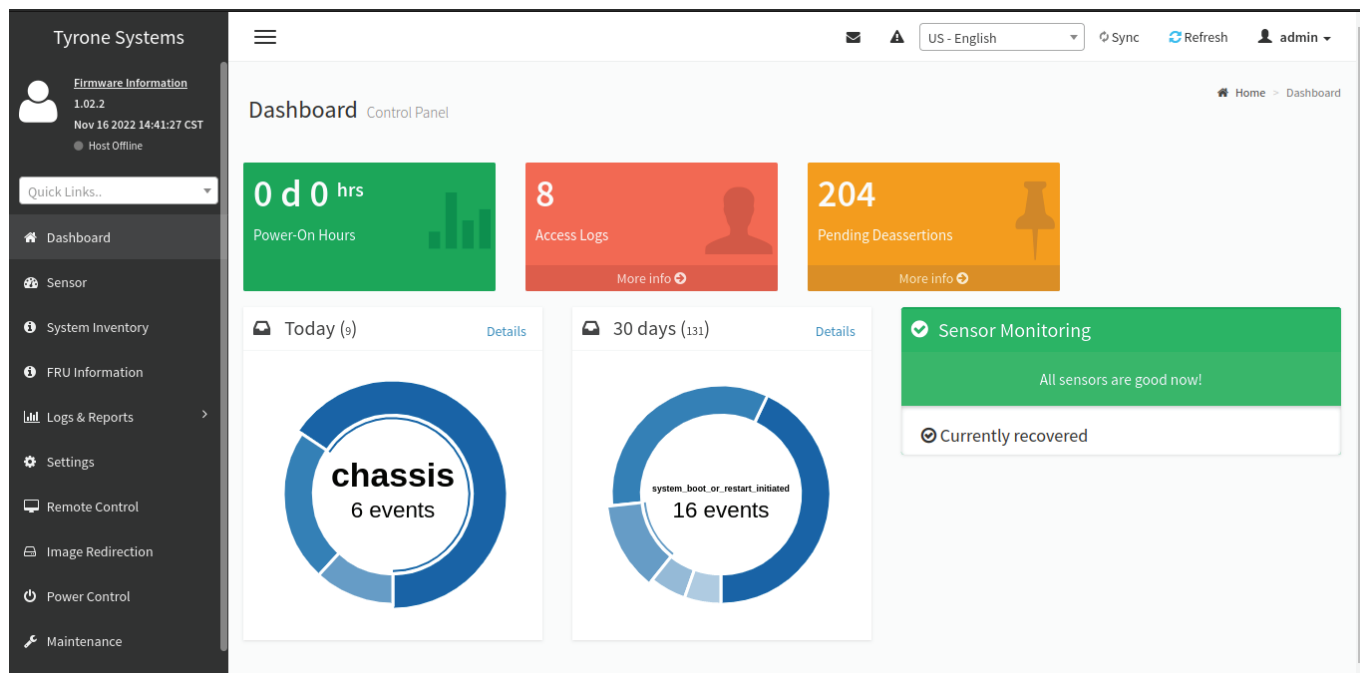 Tyrone Systems
US - English
Sync
Refresh
admin
Firmware Information
1.02.2
Nov 16 2022 14:41:27 CST
Host Offline
Quick Links..
Dashboard
Sensor
System Inventory
FRU Information
Logs & Reports
Settings
Remote Control
Image Redirection
Power Control
Maintenance
Dashboard Control Panel
Home > Dashboard
0 d 0 hrs
Power-On Hours
8
Access Logs
More info
204
Pending Deassertions
More info
Today (9) Details
chassis
6 events
30 days (131) Details
system_boot_or_restart_initiated
16 events
Sensor Monitoring
All sensors are good now!
Currently recovered